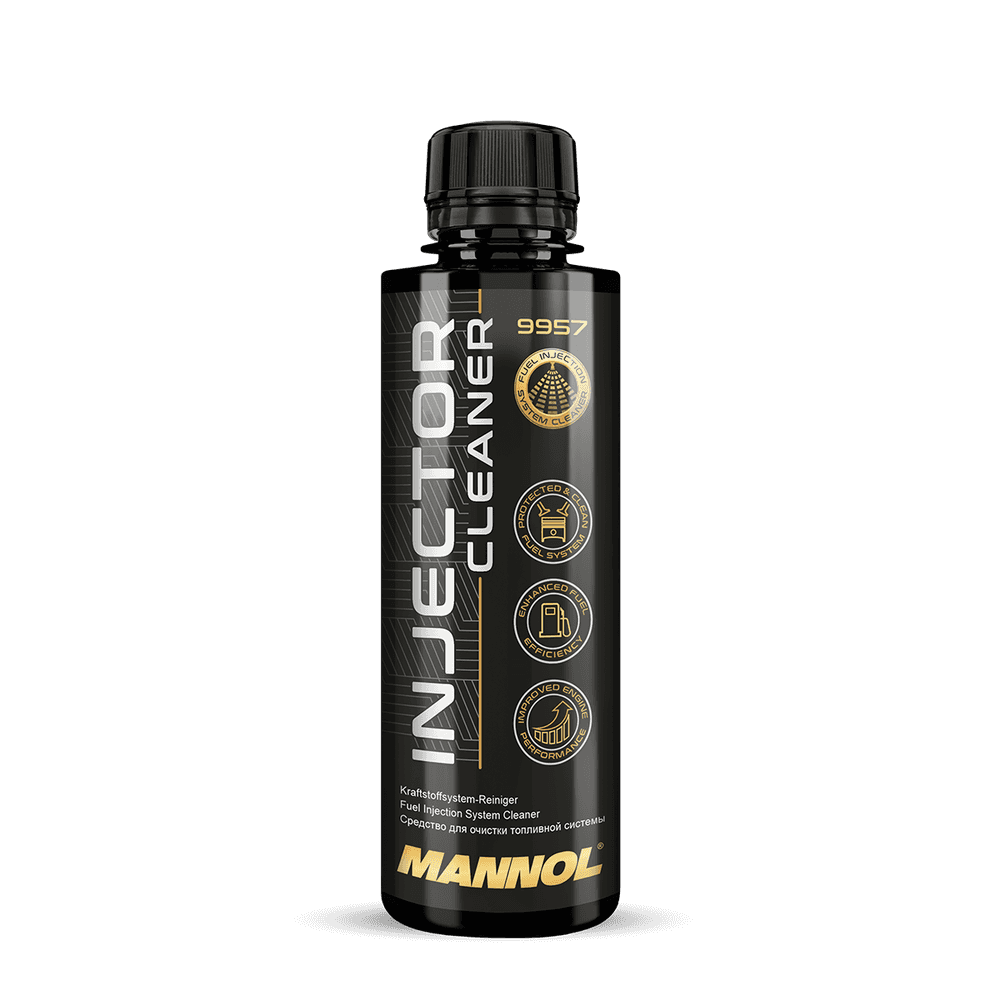 INJECTOR
CLEANER
9957
FUEL INJECTION
SYSTEM CLEANER
PROTECTED & CLEAN
FUEL SYSTEM
ENHANCED FUEL
EFFICIENCY
IMPROVED ENGINE
PERFORMANCE
Kraftstoffsystem-Reiniger
Fuel Injection System Cleaner
Средство для очистки топливной системы
MANNOL®